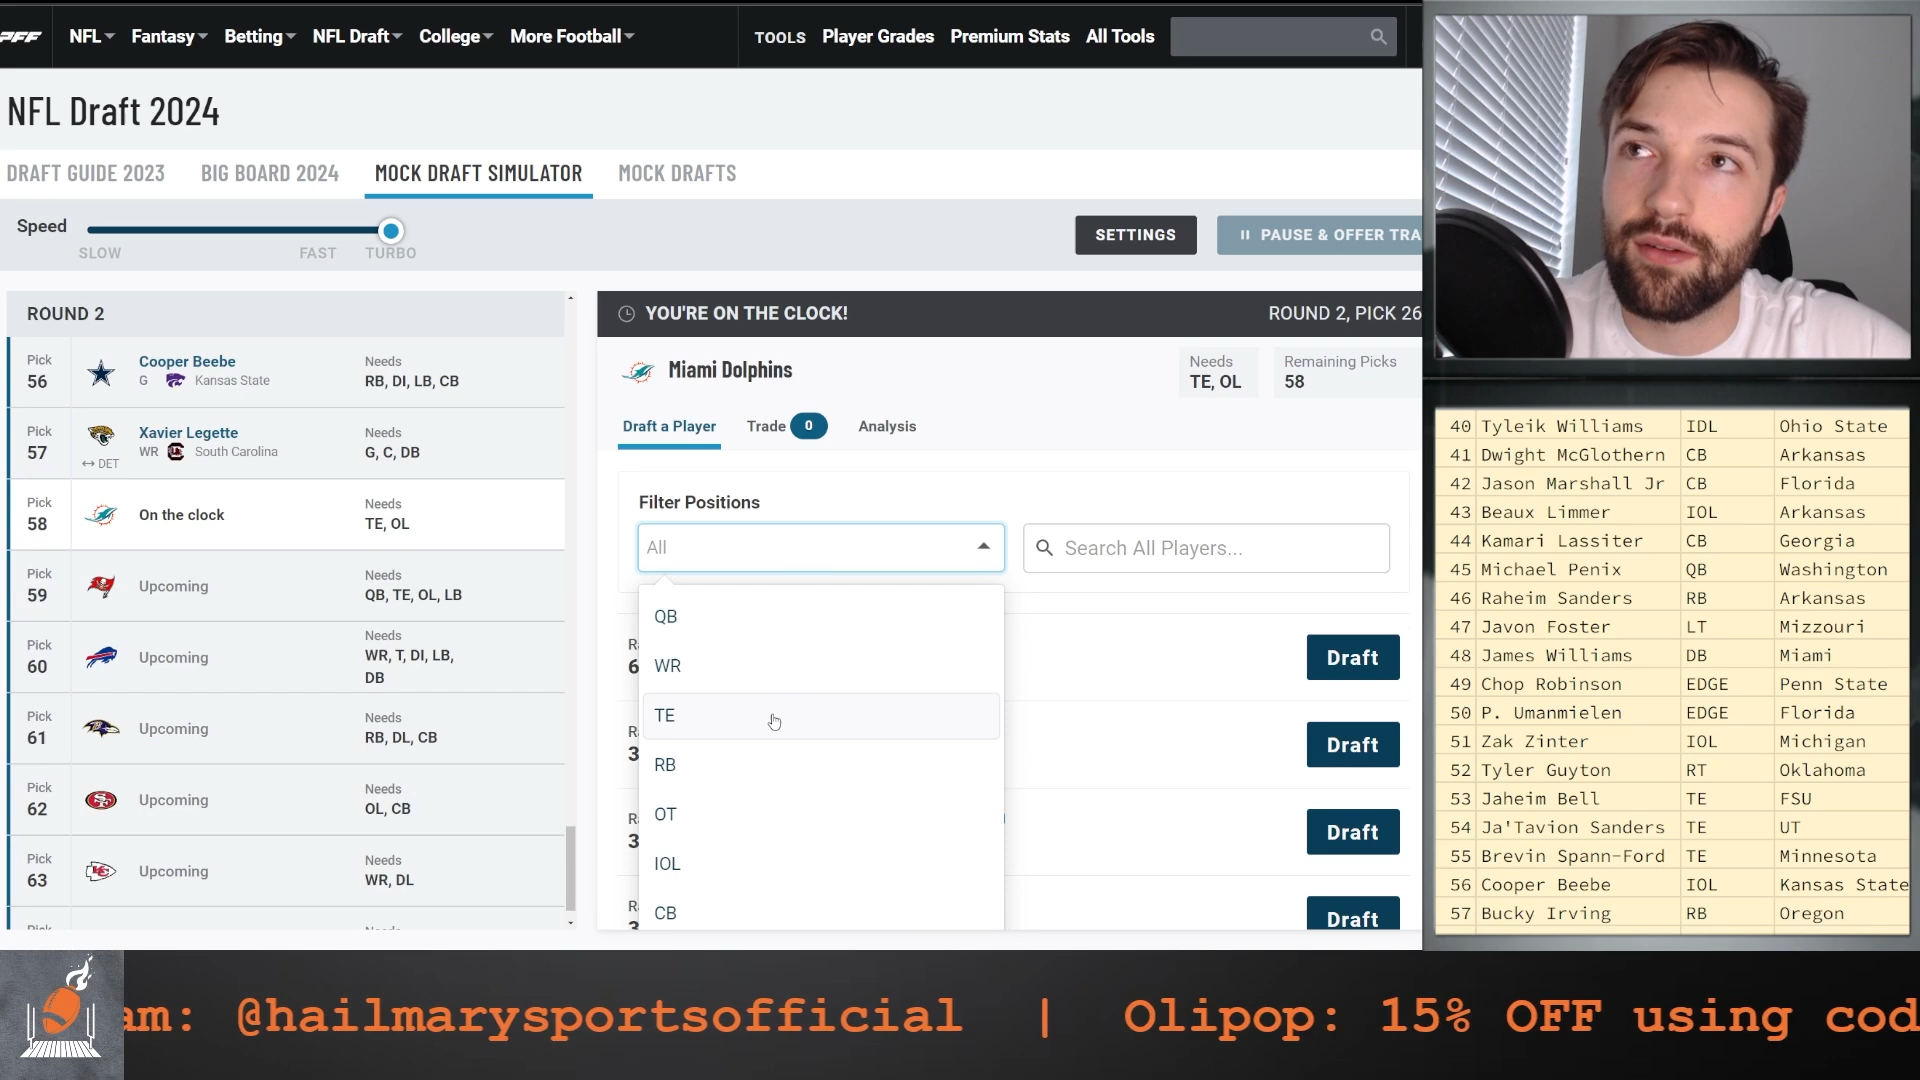 PFF NFL Fantasy Betting NFL Draft College More Football TOOLS Player Grades Premium Stats All Tools
NFL Draft 2024
DRAFT GUIDE 2023 BIG BOARD 2024 MOCK DRAFT SIMULATOR MOCK DRAFTS
Speed
SLOW FAST TURBO
SETTINGS
PAUSE & OFFER TRA
ROUND 2
Pick 56 Cooper Beebe Needs
G Kansas State RB, DI, LB, CB
Pick 57 Xavier Legette Needs
WR South Carolina G, C, DB
↔ DET
Pick 58 On the clock Needs
TE, OL
Pick 59 Upcoming Needs
QB, TE, OL, LB
Pick 60 Upcoming Needs
WR, T, DI, LB,
DB
Pick 61 Upcoming Needs
RB, DL, CB
Pick 62 Upcoming Needs
OL, CB
Pick 63 Upcoming Needs
WR, DL
YOU'RE ON THE CLOCK! ROUND 2, PICK 26
Miami Dolphins
Needs
TE, OL
Remaining Picks
58
Draft a Player Trade 0 Analysis
Filter Positions
All
Search All Players...
QB
WR
TE
RB
OT
IOL
CB
Draft
Draft
Draft
Draft
40 Tyleik Williams IDL Ohio State
41 Dwight McGlothern CB Arkansas
42 Jason Marshall Jr CB Florida
43 Beaux Limmer IOL Arkansas
44 Kamari Lassiter CB Georgia
45 Michael Penix QB Washington
46 Raheim Sanders RB Arkansas
47 Javon Foster LT Mizzouri
48 James Williams DB Miami
49 Chop Robinson EDGE Penn State
50 P. Umanmielen EDGE Florida
51 Zak Zinter IOL Michigan
52 Tyler Guyton RT Oklahoma
53 Jaheim Bell TE FSU
54 Ja'Tavion Sanders TE UT
55 Brevin Spann-Ford TE Minnesota
56 Cooper Beebe IOL Kansas State
57 Bucky Irving RB Oregon
am: @hailmarysportsofficial | Olipop: 15% OFF using cod